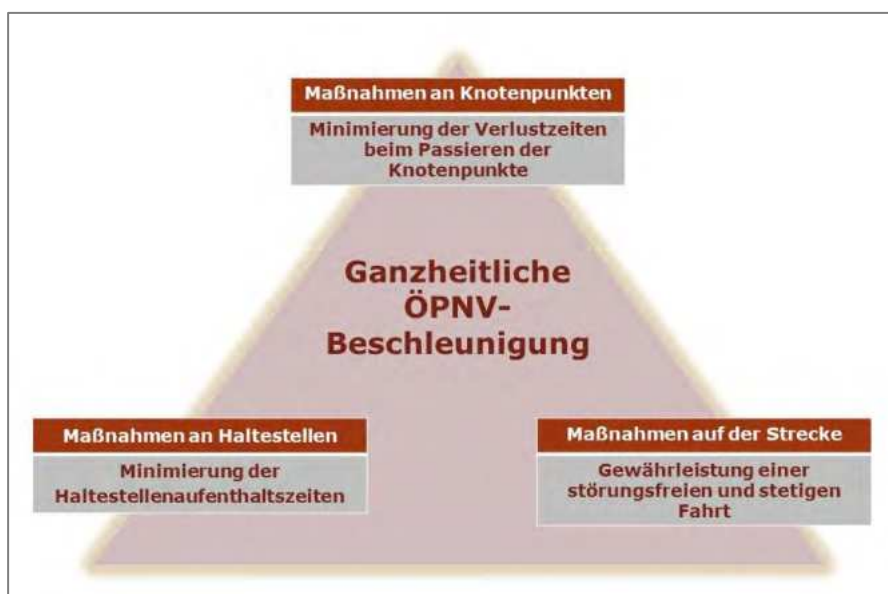 Maßnahmen an Knotenpunkten
Minimierung der Verlustzeiten
beim Passieren der
Knotenpunkte
Ganzheitliche
ÖPNV-
Beschleunigung
Maßnahmen an Haltestellen
Minimierung der
Haltestellenaufenthaltszeiten
Maßnahmen auf der Strecke
Gewährleistung einer
störungsfreien und stetigen
Fahrt